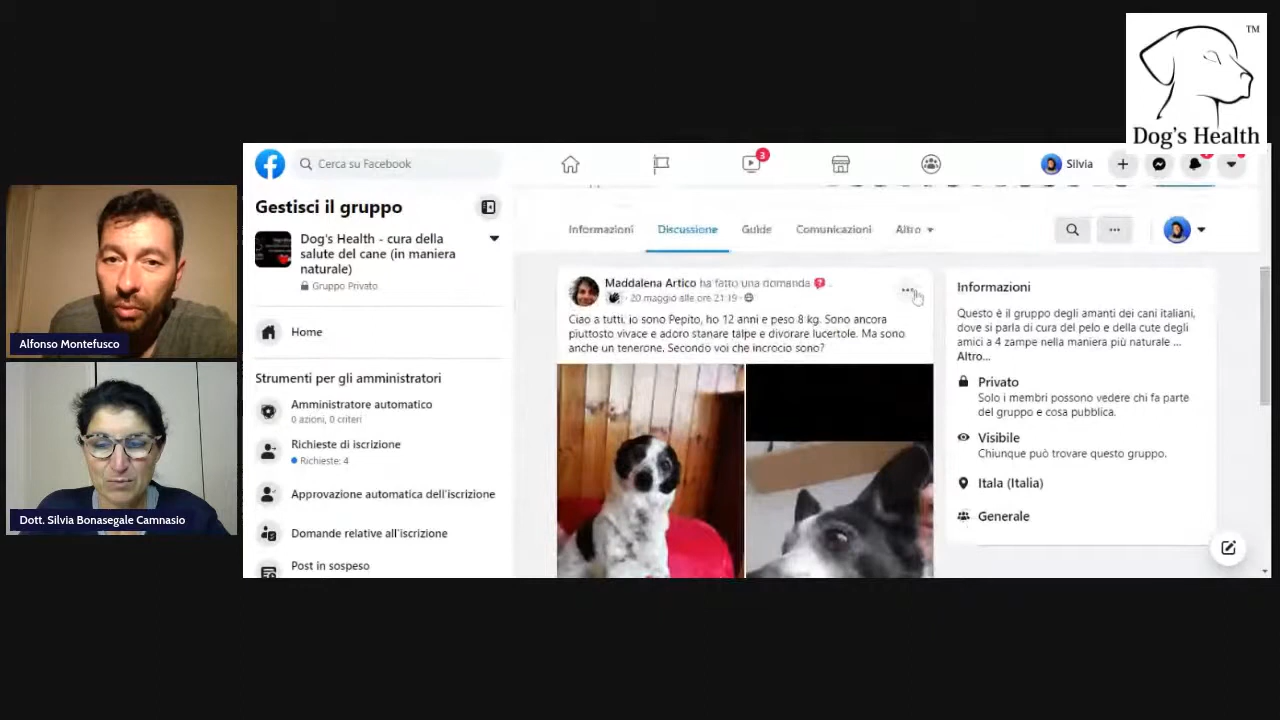 TM
Dog's Health
Cerca su Facebook
3
Silvia
Gestisci il gruppo
Dog's Health - cura della
salute del cane (in maniera
naturale)
Gruppo Privato
Home
Strumenti per gli amministratori
Amministratore automatico
0 azioni, 0 criteri
Richieste di iscrizione
Richieste: 4
Approvazione automatica dell'iscrizione
Domande relative all'iscrizione
Post in sospeso
Informazioni
Discussione
Guide
Comunicazioni
Altro
Maddalena Artico ha fatto una domanda
20 maggio alle ore 21:19
Ciao a tutti, io sono Pepito, ho 12 anni e peso 8 kg. Sono ancora
piuttosto vivace e adoro stanare talpe e divorare lucertole. Ma sono
anche un tenerone. Secondo voi che incrocio sono?
Informazioni
Questo è il gruppo degli amanti dei cani italiani,
dove si parla di cura del pelo e della cute degli
amici a 4 zampe nella maniera più naturale ...
Altro...
Privato
Solo i membri possono vedere chi fa parte
del gruppo e cosa pubblica.
Visibile
Chiunque può trovare questo gruppo.
Itala (Italia)
Generale
Alfonso Montefusco
Dott. Silvia Bonasegale Camnasio